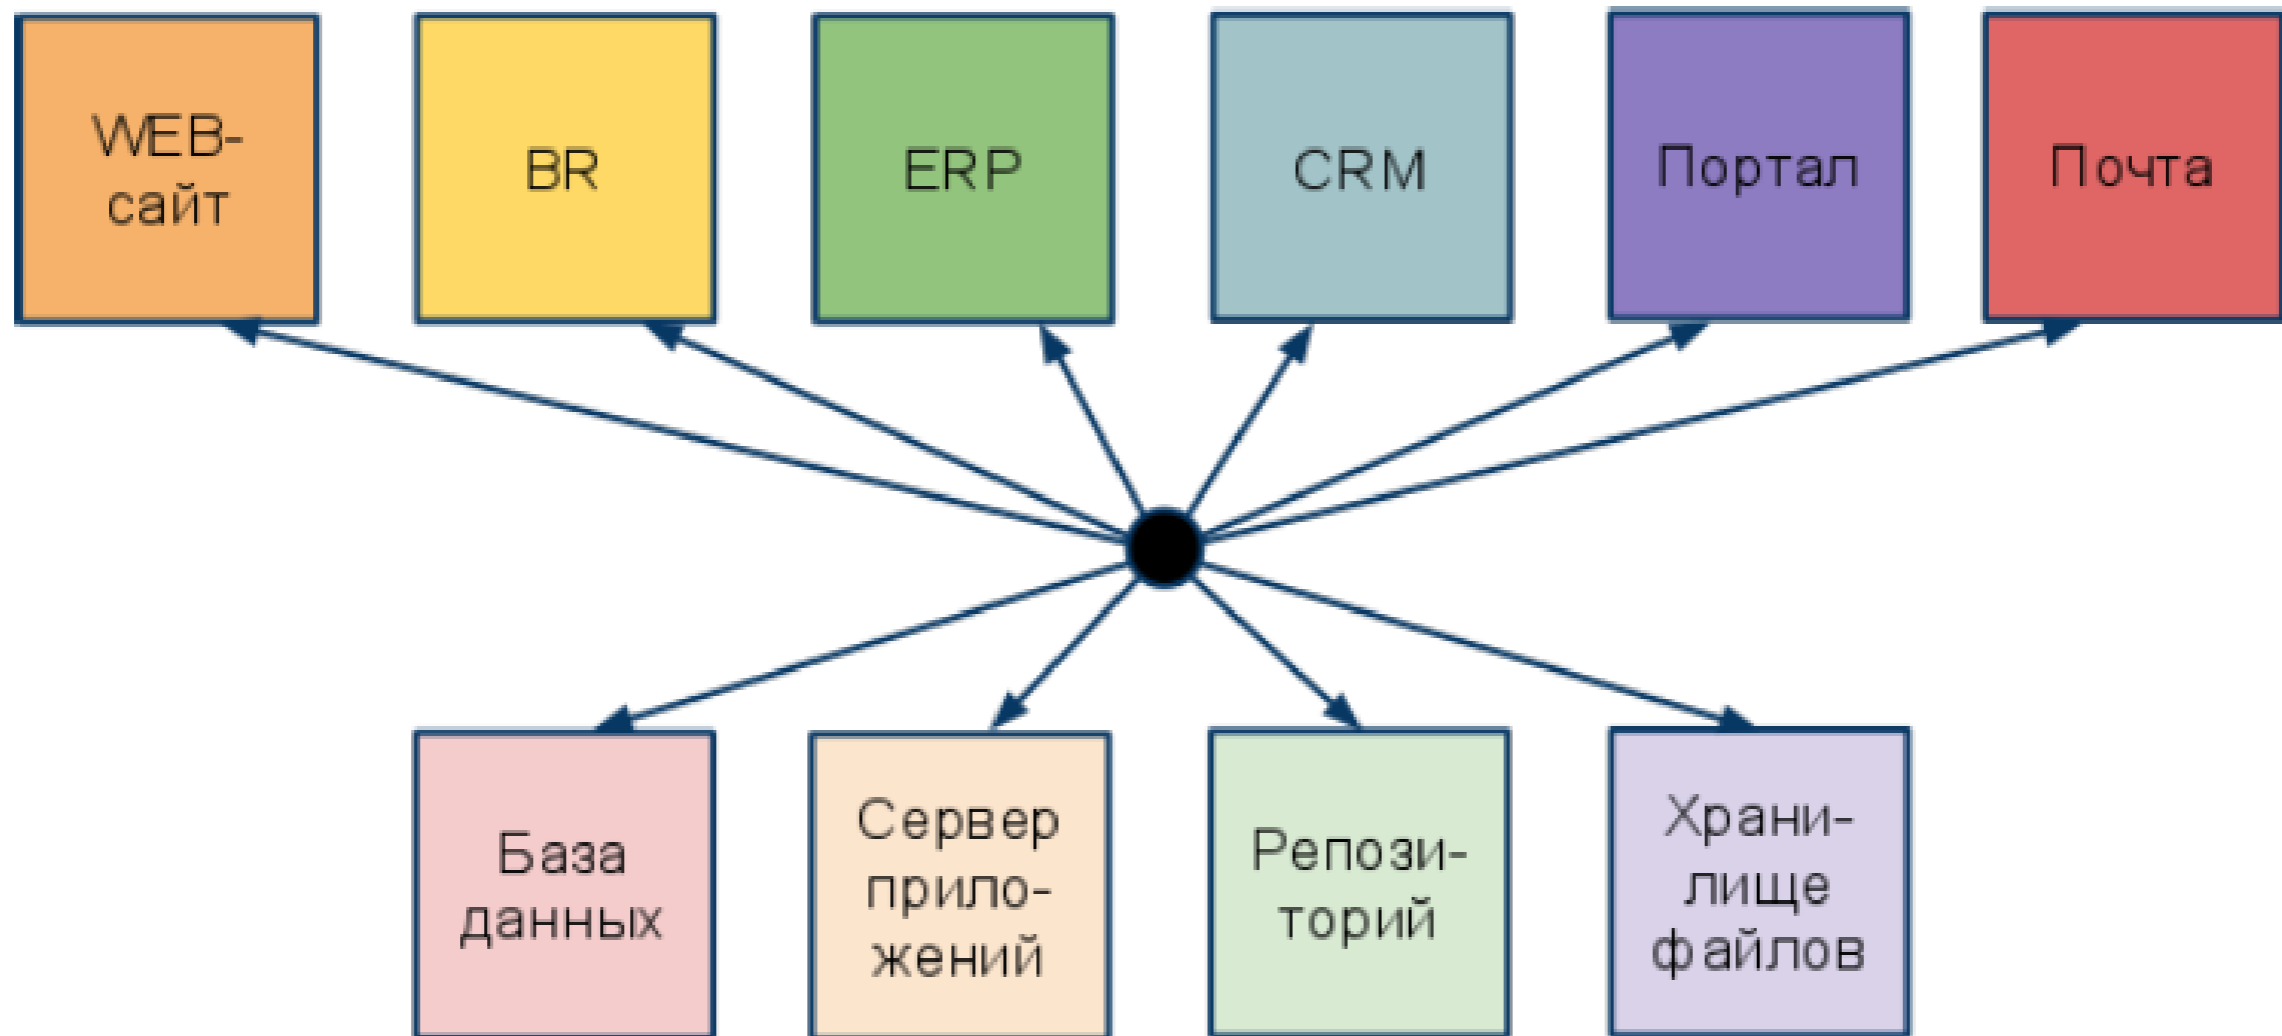 WEB-
сайт
BR
ERP
CRM
Портал
Почта
База
данных
Сервер
прило-
жений
Репози-
торий
Храни-
лище
файлов